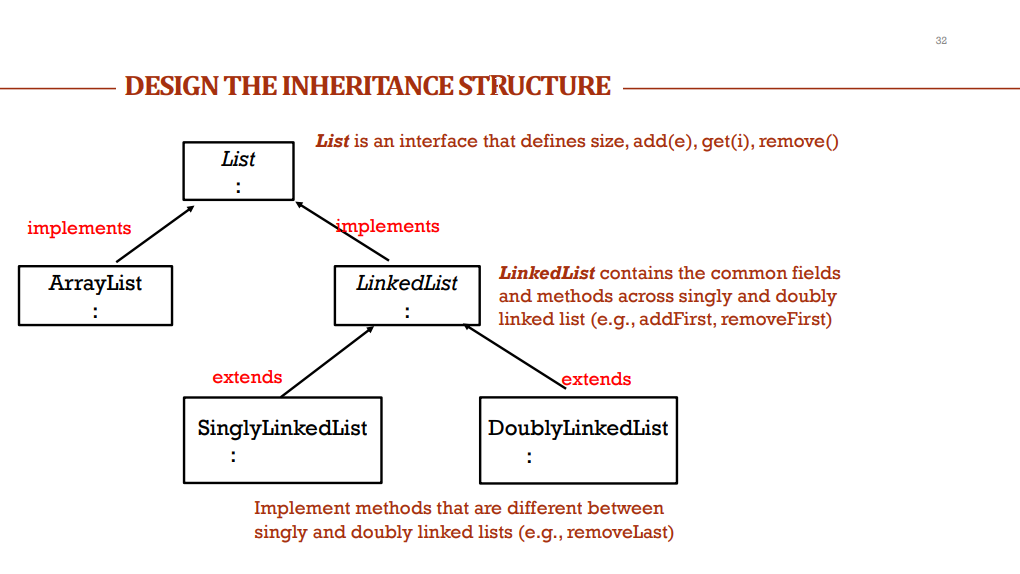 32
DESIGN THE INHERITANCE STRUCTURE
List is an interface that defines size, add(e), get(i), remove()
List
:
implements
implements
ArrayList
:
LinkedList
:
LinkedList contains the common fields
and methods across singly and doubly
linked list (e.g., addFirst, removeFirst)
extends
extends
SinglyLinkedList
:
DoublyLinkedList
:
Implement methods that are different between
singly and doubly linked lists (e.g., removeLast)